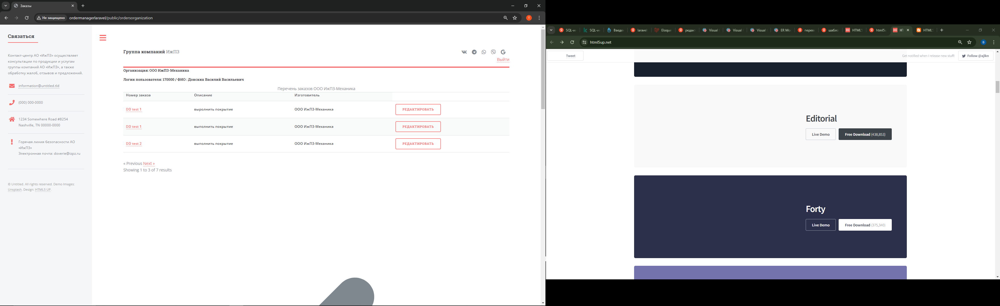 Заказы
Не защищено
ordermanagerlaravel/public/ordersorganization
T
Связаться
Контакт-центр АО «ИжПЗ» осуществляет
консультации по продукции и услугам
группы компаний АО «ИжПЗ», а также
обработку жалоб, отзывов и предложений.
information@untitled.tld
(000) 000-0000
1234 Somewhere Road #8254
Nashville, TN 00000-0000
Горячая линия безопасности АО
«ИжПЗ»
Электронная почта: doverie@izpz.ru
© Untitled. All rights reserved. Demo Images:
Unsplash. Design: HTML5 UP.
Группа компаний ИжПЗ
Выйти
Организация: ООО ИжПЗ-Механика
Логин пользователя: 170000 / ФИО : Донских Василий Васильевич
Перечень заказов ООО ИжПЗ-Механика
Номер заказа Описание Изготовитель
DD test 1 выролнить покрытие ООО ИжПЗ-Механика РЕДАКТИРОВАТЬ
DD test 1 выполнить покрытие ООО ИжПЗ-Механика РЕДАКТИРОВАТЬ
DD test 2 выполнить покрытие ООО ИжПЗ-Механика РЕДАКТИРОВАТЬ
« Previous Next »
Showing 1 to 3 of 7 results
SQL-и SQL-и Введе laravel Eloque редак Visual Visual Visual ER Mo перев шабло HTML5 html5u HT HTML5
html5up.net
B
Tweet
Get notified when I release new stuff!
Follow @ajlkn
Editorial
Live Demo Free Download (438,853)
Forty
Live Demo Free Download (375,340)